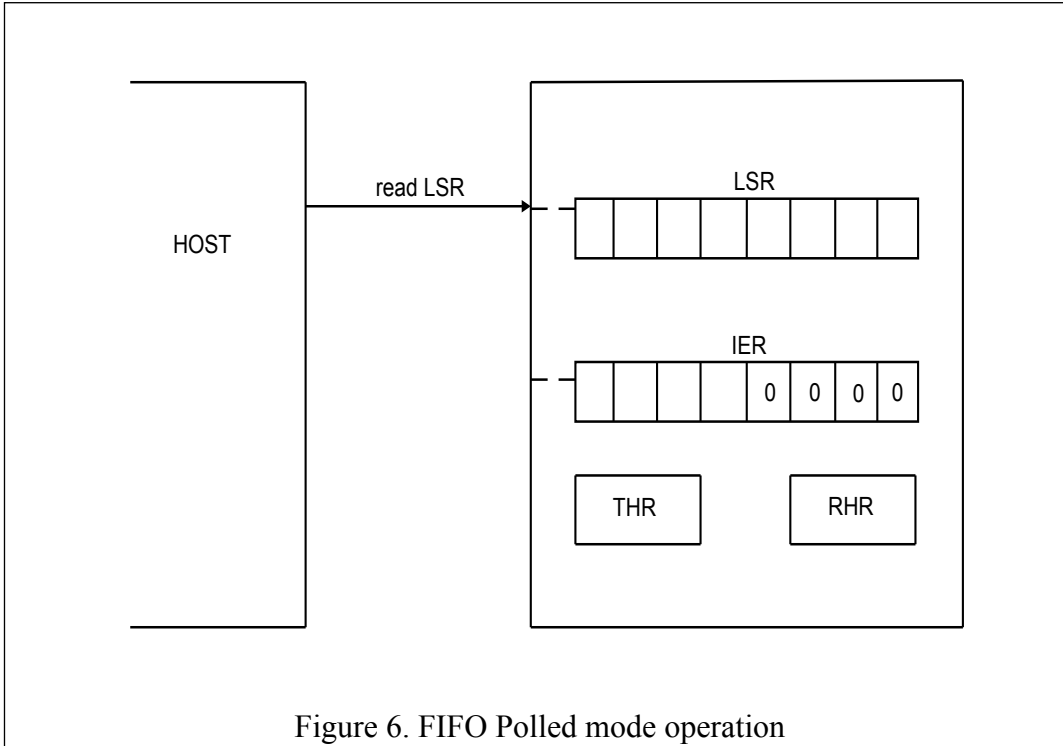 read LSR
LSR
HOST
IER
0 0 0 0
THR
RHR
Figure 6. FIFO Polled mode operation